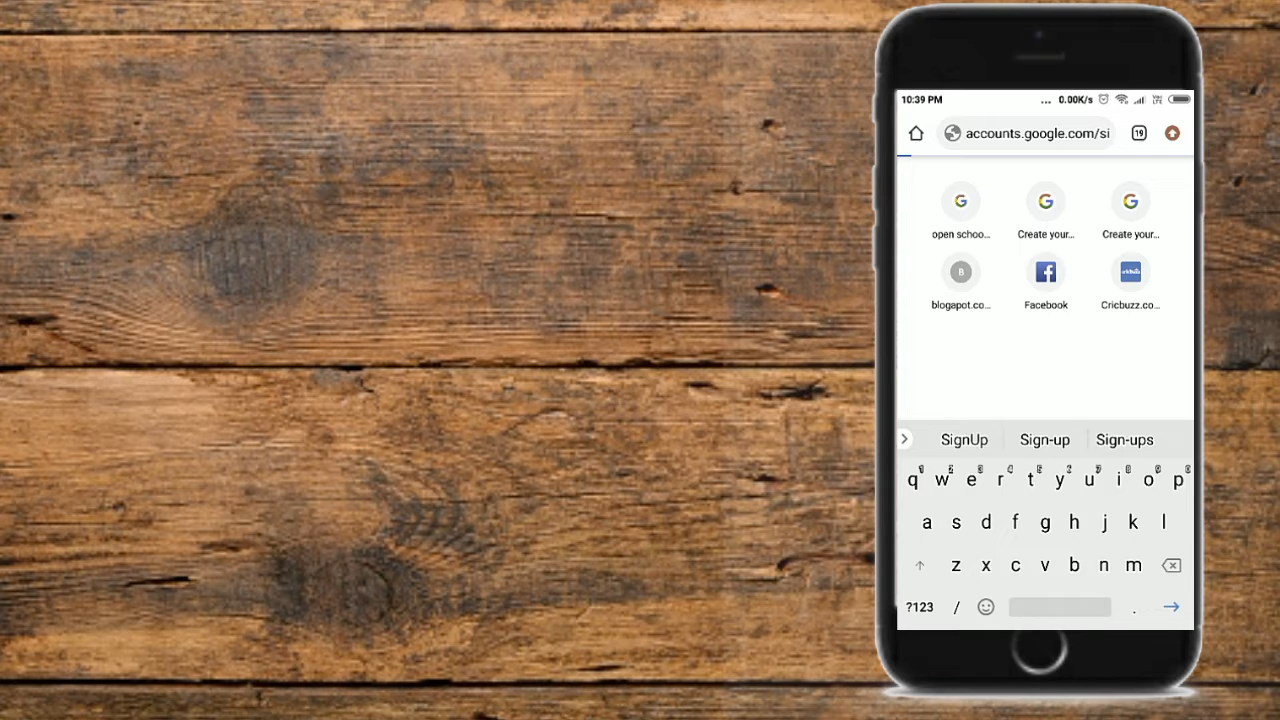 10:39 PM ... 0.00K/s
accounts.google.com/si 19
open schoo... Create your... Create your...
B
blogapot.co... Facebook Cricbuzz.co...
SignUp Sign-up Sign-ups
q w e r t y u i o p
a s d f g h j k l
z x c v b n m
?123 / .